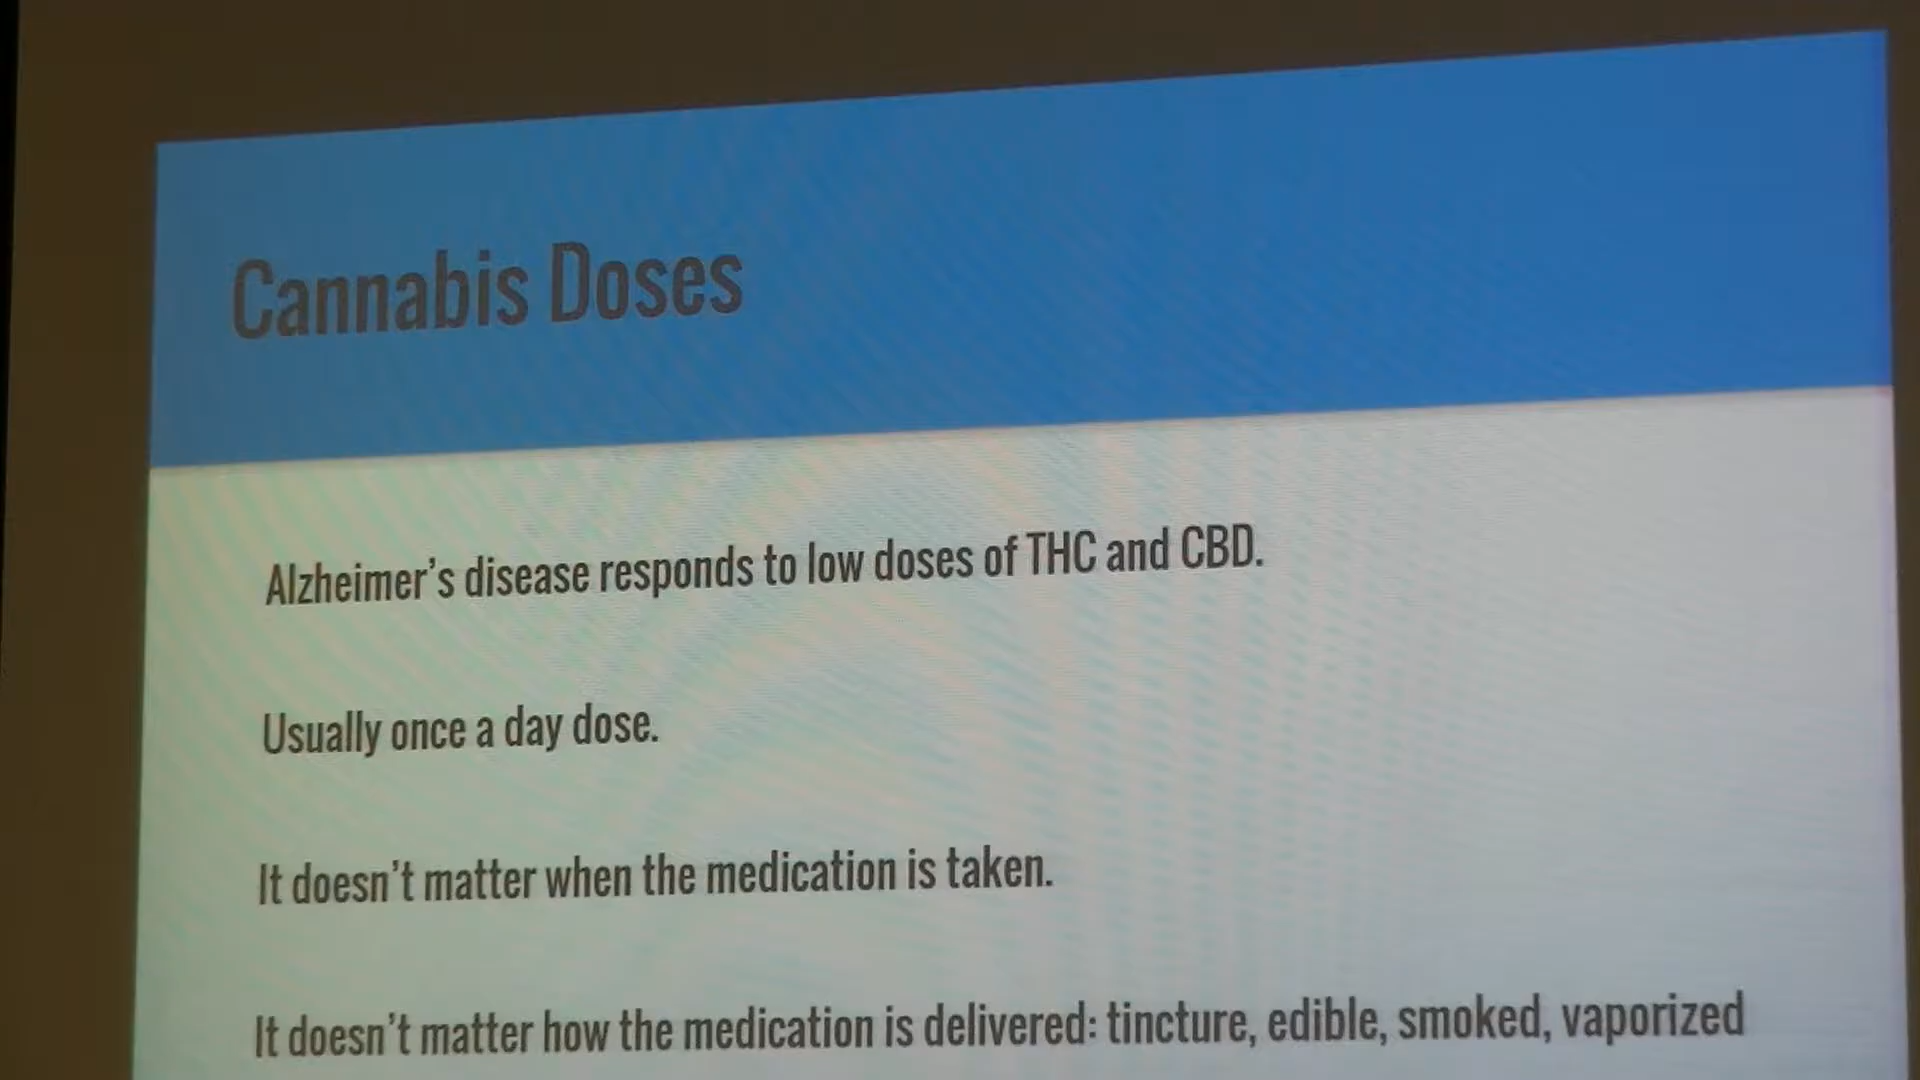 Cannabis Doses
Alzheimer's disease responds to low doses of THC and CBD.
Usually once a day dose.
It doesn't matter when the medication is taken.
It doesn't matter how the medication is delivered: tincture, edible, smoked, vaporized